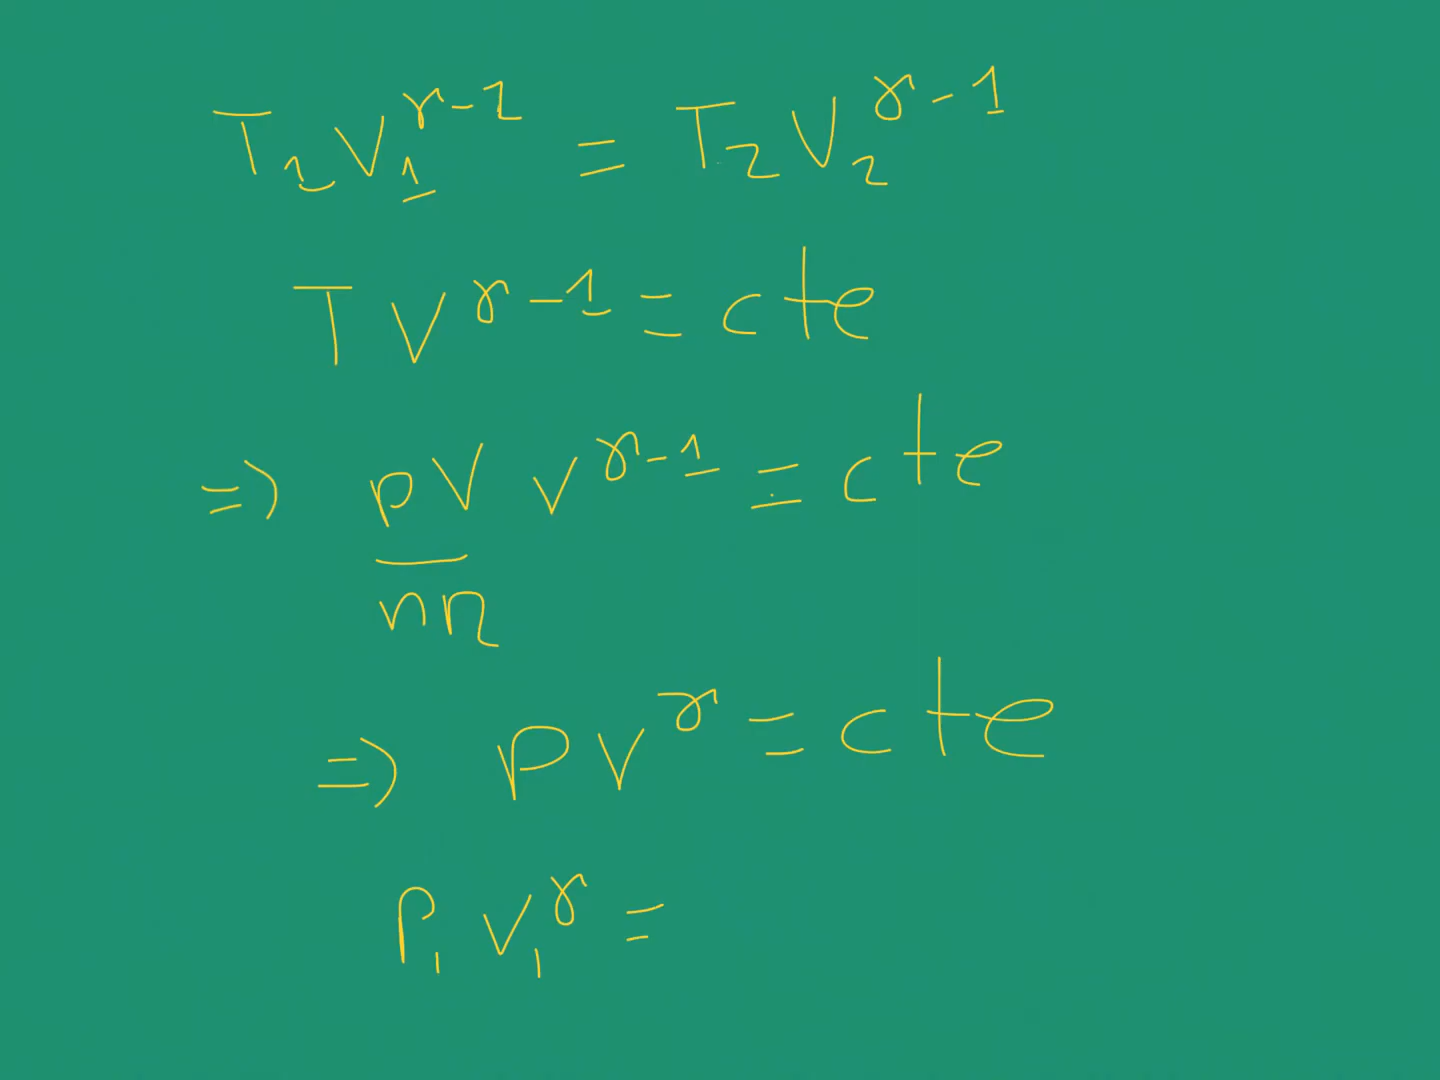 T₁V₁^γ-1 = T₂V₂^γ-1
TV^γ-1 = cte
=> pV/nR V^γ-1 = cte
=> PV^γ = cte
P₁V₁^γ =